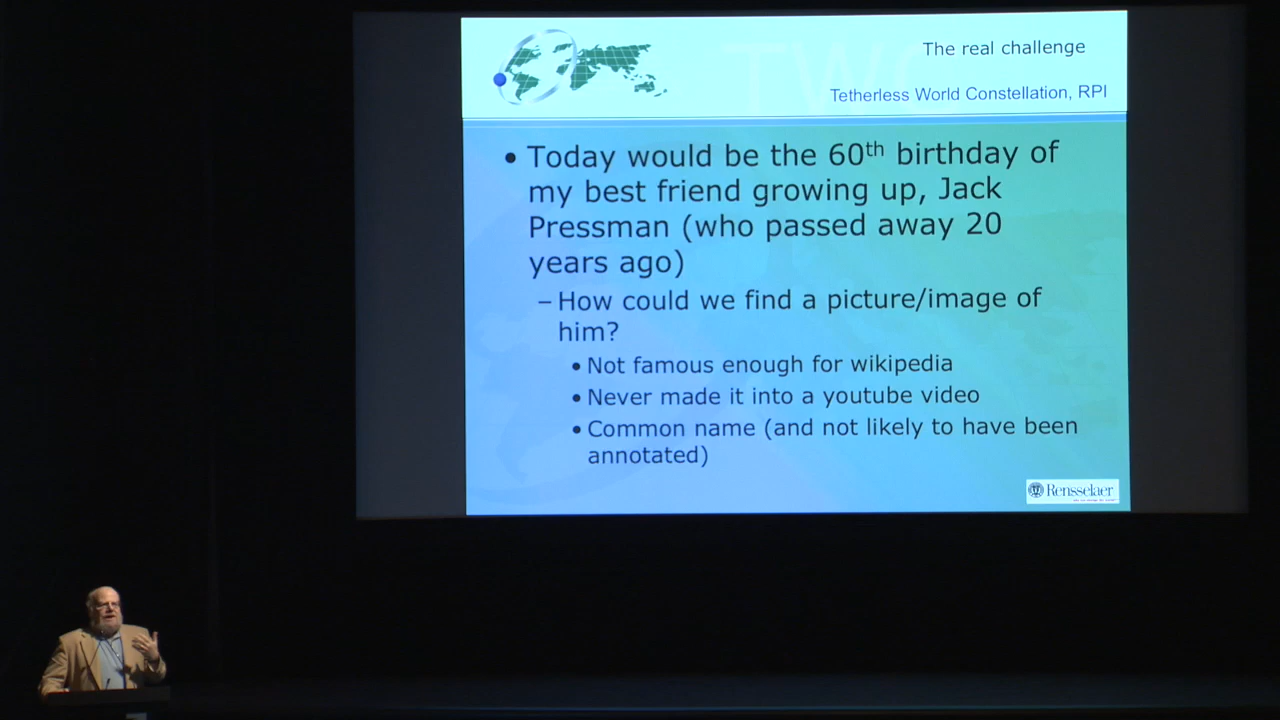 The real challenge
TWC
Tetherless World Constellation, RPI
• Today would be the 60th birthday of
my best friend growing up, Jack
Pressman (who passed away 20
years ago)
– How could we find a picture/image of
him?
• Not famous enough for wikipedia
• Never made it into a youtube video
• Common name (and not likely to have been
annotated)
Rensselaer